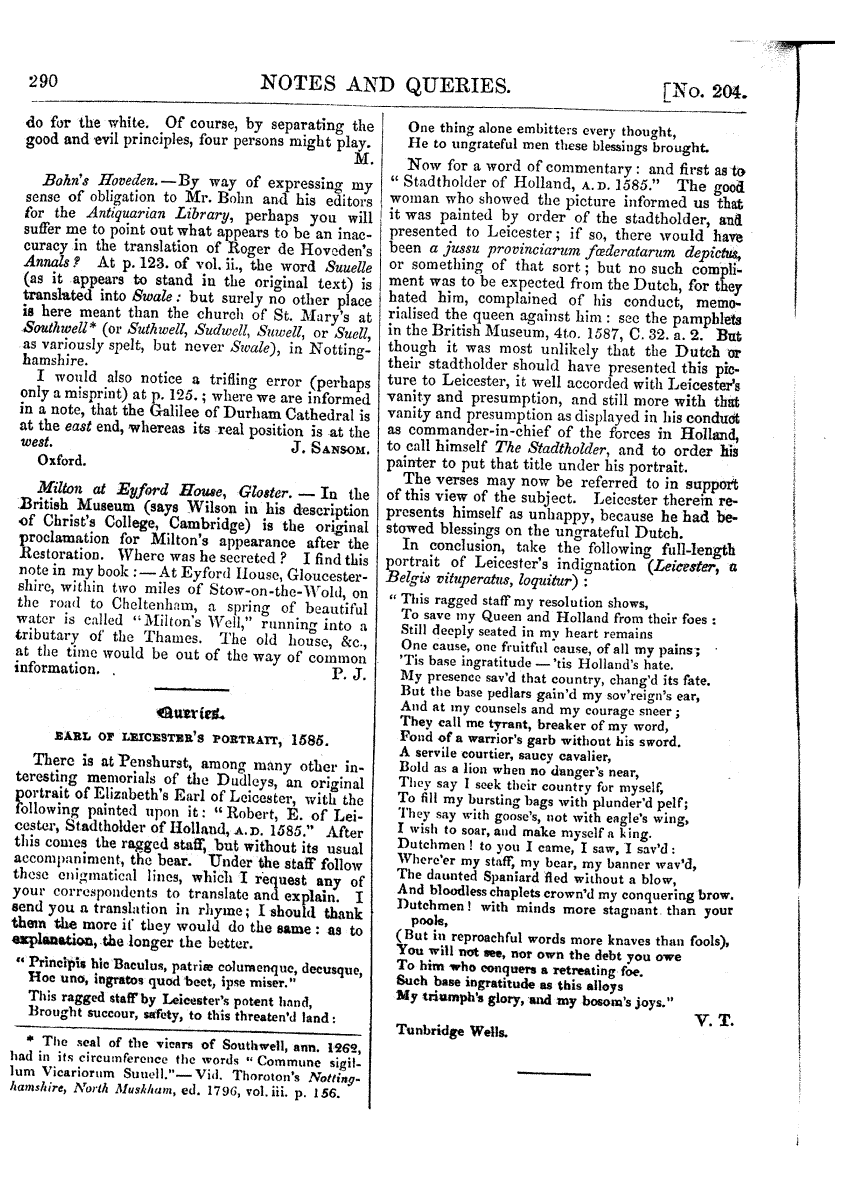 290 NOTES AND QUERIES. [No. 204.
do for the white. Of course, by separating the
good and evil principles, four persons might play.
M.
Bohn's Hoveden.—By way of expressing my
sense of obligation to Mr. Bohn and his editors
for the Antiquarian Library, perhaps you will
suffer me to point out what appears to be an inac-
curacy in the translation of Roger de Hoveden's
Annals? At p. 123. of vol. ii., the word Suuelle
(as it appears to stand in the original text) is
translated into Swale: but surely no other place
is here meant than the church of St. Mary's at
Southwell* (or Suthwell, Sudwell, Suwell, or Suell,
as variously spelt, but never Swale), in Notting-
hamshire.
I would also notice a trifling error (perhaps
only a misprint) at p. 125.; where we are informed
in a note, that the Galilee of Durham Cathedral is
at the east end, whereas its real position is at the
west. J. SANSOM.
Oxford.
Milton at Eyford House, Gloster. — In the
British Museum (says Wilson in his description
of Christ's College, Cambridge) is the original
proclamation for Milton's appearance after the
Restoration. Where was he secreted? I find this
note in my book:—At Eyford House, Gloucester-
shire, within two miles of Stow-on-the-Wold, on
the road to Cheltenham, a spring of beautiful
water is called "Milton's Well," running into a
tributary of the Thames. The old house, &c.,
at the time would be out of the way of common
information. P. J.
Queries.
EARL OF LEICESTER'S PORTRAIT, 1585.
There is at Penshurst, among many other in-
teresting memorials of the Dudleys, an original
portrait of Elizabeth's Earl of Leicester, with the
following painted upon it: "Robert, E. of Lei-
cester, Stadtholder of Holland, A.D. 1585." After
this comes the ragged staff, but without its usual
accompaniment, the bear. Under the staff follow
these enigmatical lines, which I request any of
your correspondents to translate and explain. I
send you a translation in rhyme; I should thank
them the more if they would do the same: as to
explanation, the longer the better.
"Principis hic Baculus, patriæ columenque, decusque,
Hoc uno, ingratos quod beet, ipse miser."
This ragged staff by Leicester's potent hand,
Brought succour, safety, to this threaten'd land:
* The seal of the vicars of Southwell, ann. 1262,
had in its circumference the words "Commune sigil-
lum Vicariorum Suuell."—Vid. Thoroton's Notting-
hamshire, North Muskham, ed. 1796, vol. iii. p. 156.
One thing alone embitters every thought,
He to ungrateful men these blessings brought.
Now for a word of commentary: and first as to
"Stadtholder of Holland, A.D. 1585." The good
woman who showed the picture informed us that
it was painted by order of the stadtholder, and
presented to Leicester; if so, there would have
been a jussu provinciarum fœderatarum depictus,
or something of that sort; but no such compli-
ment was to be expected from the Dutch, for they
hated him, complained of his conduct, memo-
rialised the queen against him: see the pamphlets
in the British Museum, 4to. 1587, C. 32. a. 2. But
though it was most unlikely that the Dutch or
their stadtholder should have presented this pic-
ture to Leicester, it well accorded with Leicester's
vanity and presumption, and still more with that
vanity and presumption as displayed in his conduct
as commander-in-chief of the forces in Holland,
to call himself The Stadtholder, and to order his
painter to put that title under his portrait.
The verses may now be referred to in support
of this view of the subject. Leicester therein re-
presents himself as unhappy, because he had be-
stowed blessings on the ungrateful Dutch.
In conclusion, take the following full-length
portrait of Leicester's indignation (Leicester, a
Belgis vituperatus, loquitur):
"This ragged staff my resolution shows,
To save my Queen and Holland from their foes:
Still deeply seated in my heart remains
One cause, one fruitful cause, of all my pains;
'Tis base ingratitude — 'tis Holland's hate.
My presence sav'd that country, chang'd its fate.
But the base pedlars gain'd my sov'reign's ear,
And at my counsels and my courage sneer;
They call me tyrant, breaker of my word,
Fond of a warrior's garb without his sword.
A servile courtier, saucy cavalier,
Bold as a lion when no danger's near,
They say I seek their country for myself,
To fill my bursting bags with plunder'd pelf;
They say with goose's, not with eagle's wing,
I wish to soar, and make myself a king.
Dutchmen! to you I came, I saw, I sav'd:
Where'er my staff, my bear, my banner wav'd,
The daunted Spaniard fled without a blow,
And bloodless chaplets crown'd my conquering brow.
Dutchmen! with minds more stagnant than your
pools,
(But in reproachful words more knaves than fools),
You will not see, nor own the debt you owe
To him who conquers a retreating foe.
Such base ingratitude as this alloys
My triumph's glory, and my bosom's joys."
V. T.
Tunbridge Wells.